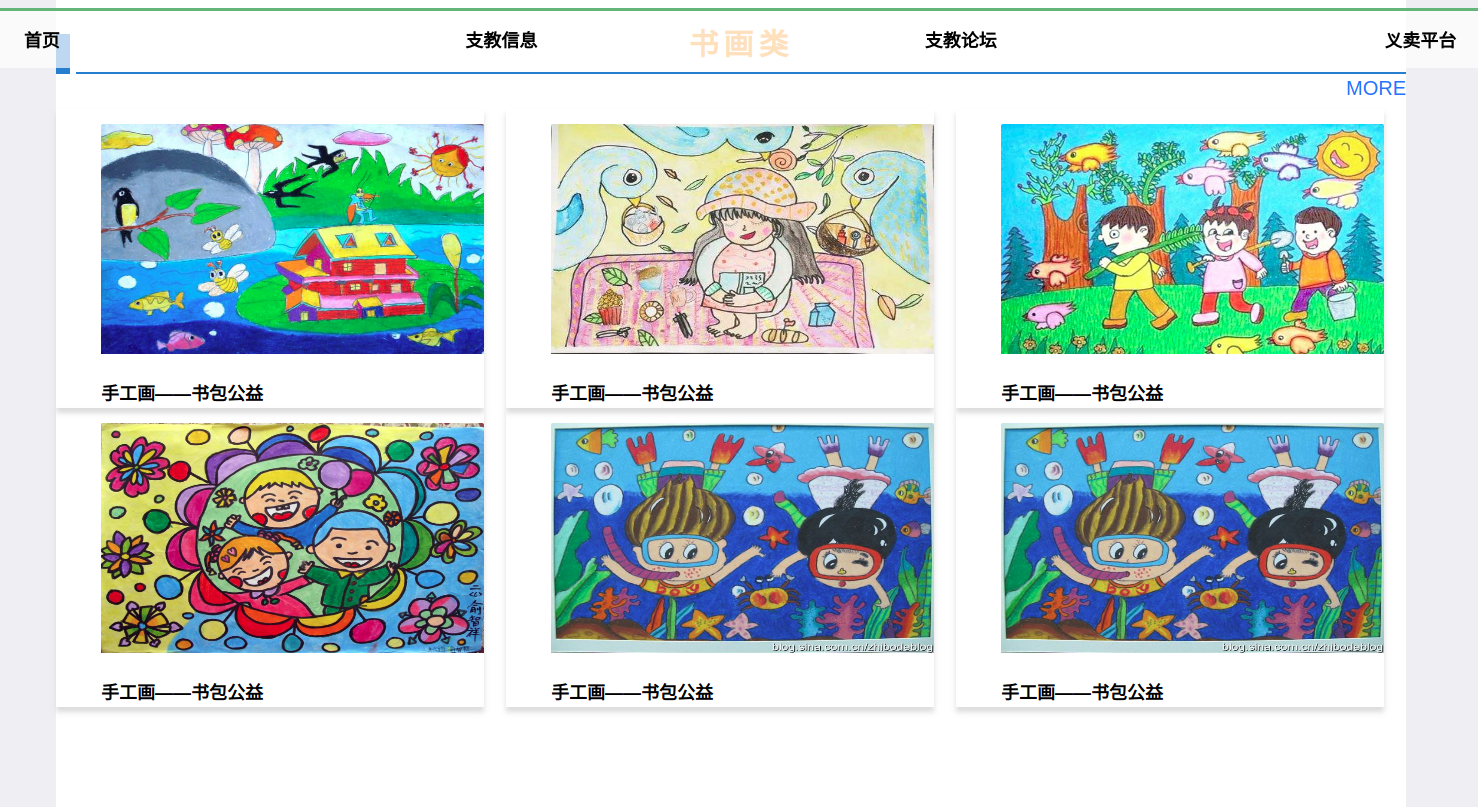 首页 支教信息 书画类 支教论坛 义卖平台
MORE
手工画——书包公益 手工画——书包公益 手工画——书包公益
blog.sina.com.cn/zhibodeblog blog.sina.com.cn/zhibodeblog
手工画——书包公益 手工画——书包公益 手工画——书包公益